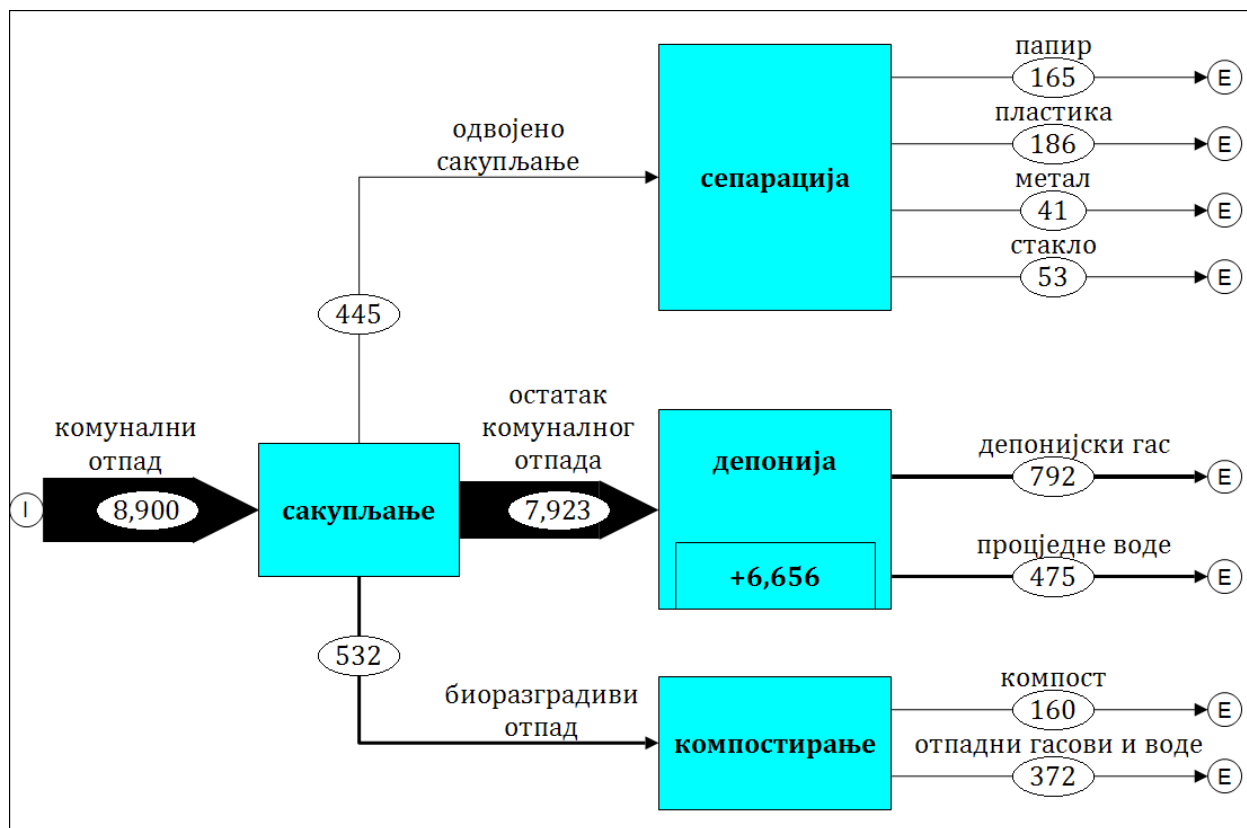 папир
165
E
пластика
186
E
метал
41
E
стакло
53
E
сепарација
одвојено
сакупљање
445
комунални
отпад
I
8,900
сакупљање
остатак
комуналног
отпада
7,923
депонија
+6,656
депонијски гас
792
E
процједне воде
475
E
532
биоразградиви
отпад
компостирање
компост
160
E
отпадни гасови и воде
372
E